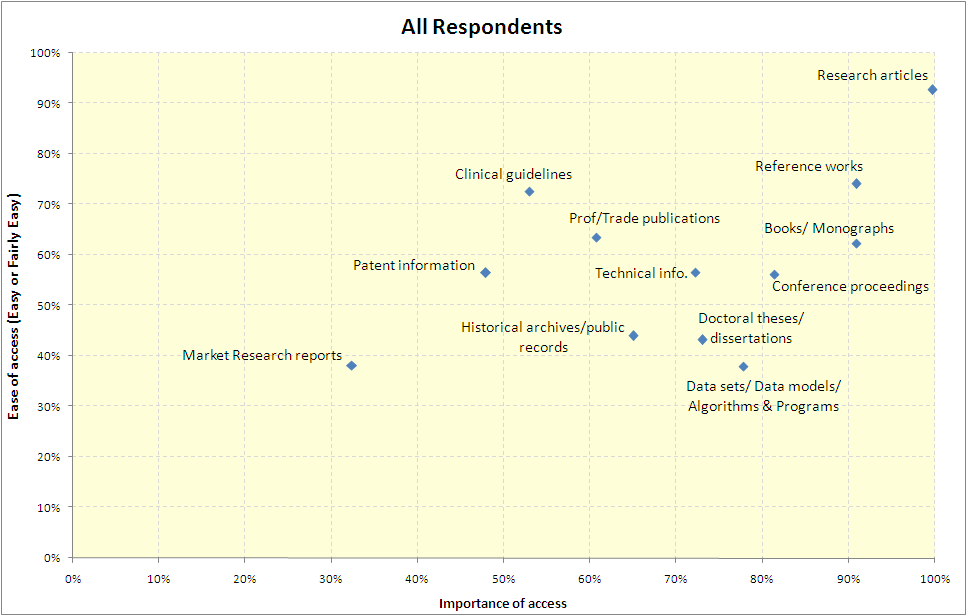 All Respondents
100%
90%
80%
70%
60%
50%
40%
30%
20%
10%
0%
Ease of access (Easy or Fairly Easy)
Research articles
Reference works
Clinical guidelines
Prof/Trade publications
Books/ Monographs
Patent information
Technical info.
Conference proceedings
Historical archives/public
records
Doctoral theses/
dissertations
Market Research reports
Data sets/ Data models/
Algorithms & Programs
0% 10% 20% 30% 40% 50% 60% 70% 80% 90% 100%
Importance of access